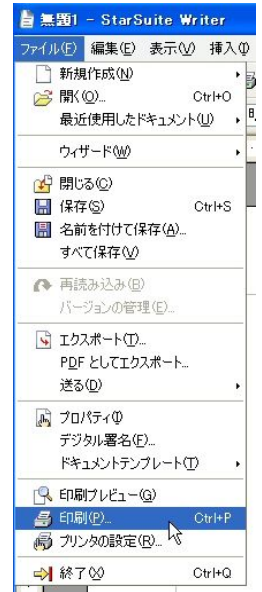 無題1 - StarSuite Writer
ファイル(F) 編集(E) 表示(V) 挿入(I
新規作成(N)
開く(O)... Ctrl+O
最近使用したドキュメント(U)
ウィザード(W)
閉じる(C)
保存(S) Ctrl+S
名前を付けて保存(A)...
すべて保存(V)
再読み込み(B)
バージョンの管理(E)...
エクスポート(T)...
PDF としてエクスポート...
送る(D)
プロパティ(I)
デジタル署名(F)...
ドキュメントテンプレート(T)
印刷プレビュー(G)
印刷(P)... Ctrl+P
プリンタの設定(R)...
終了(X) Ctrl+Q